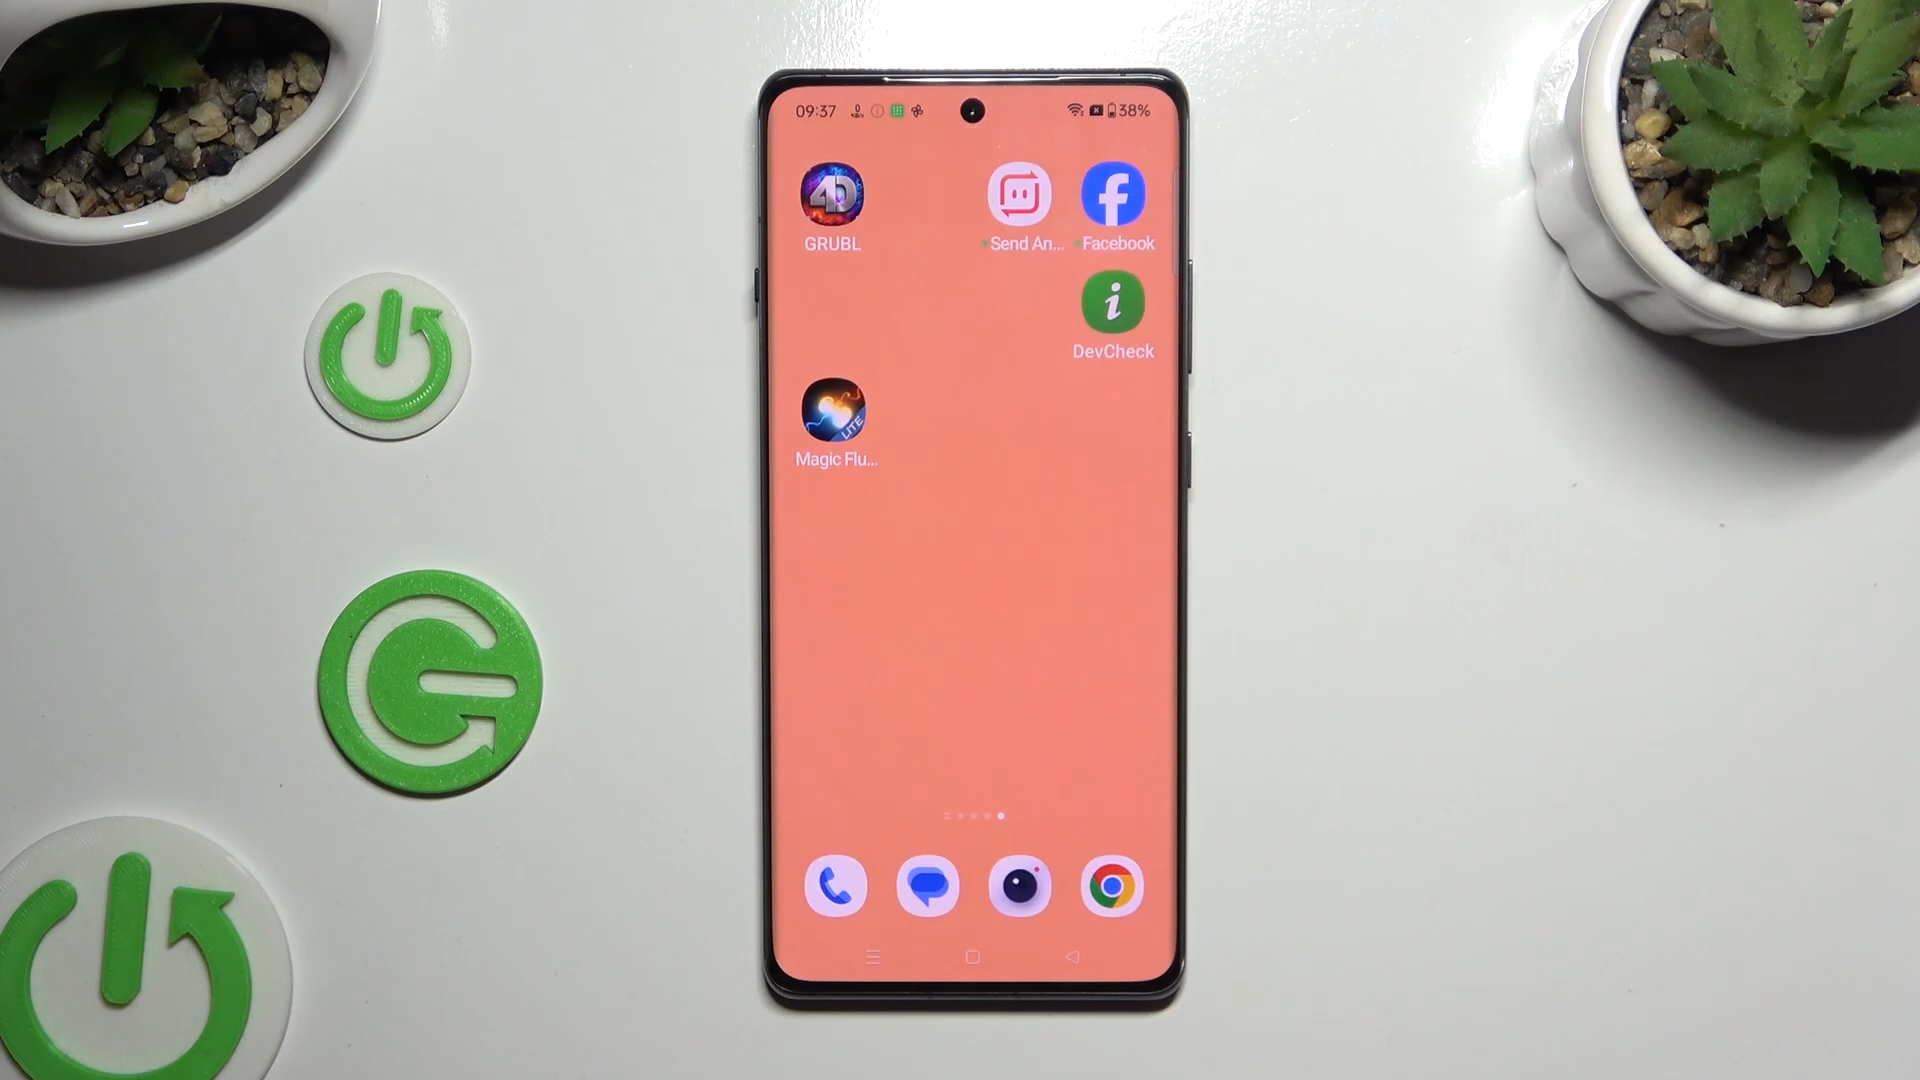 09:37
38%
GRUBL
Send An...
Facebook
DevCheck
LITE
Magic Flu...